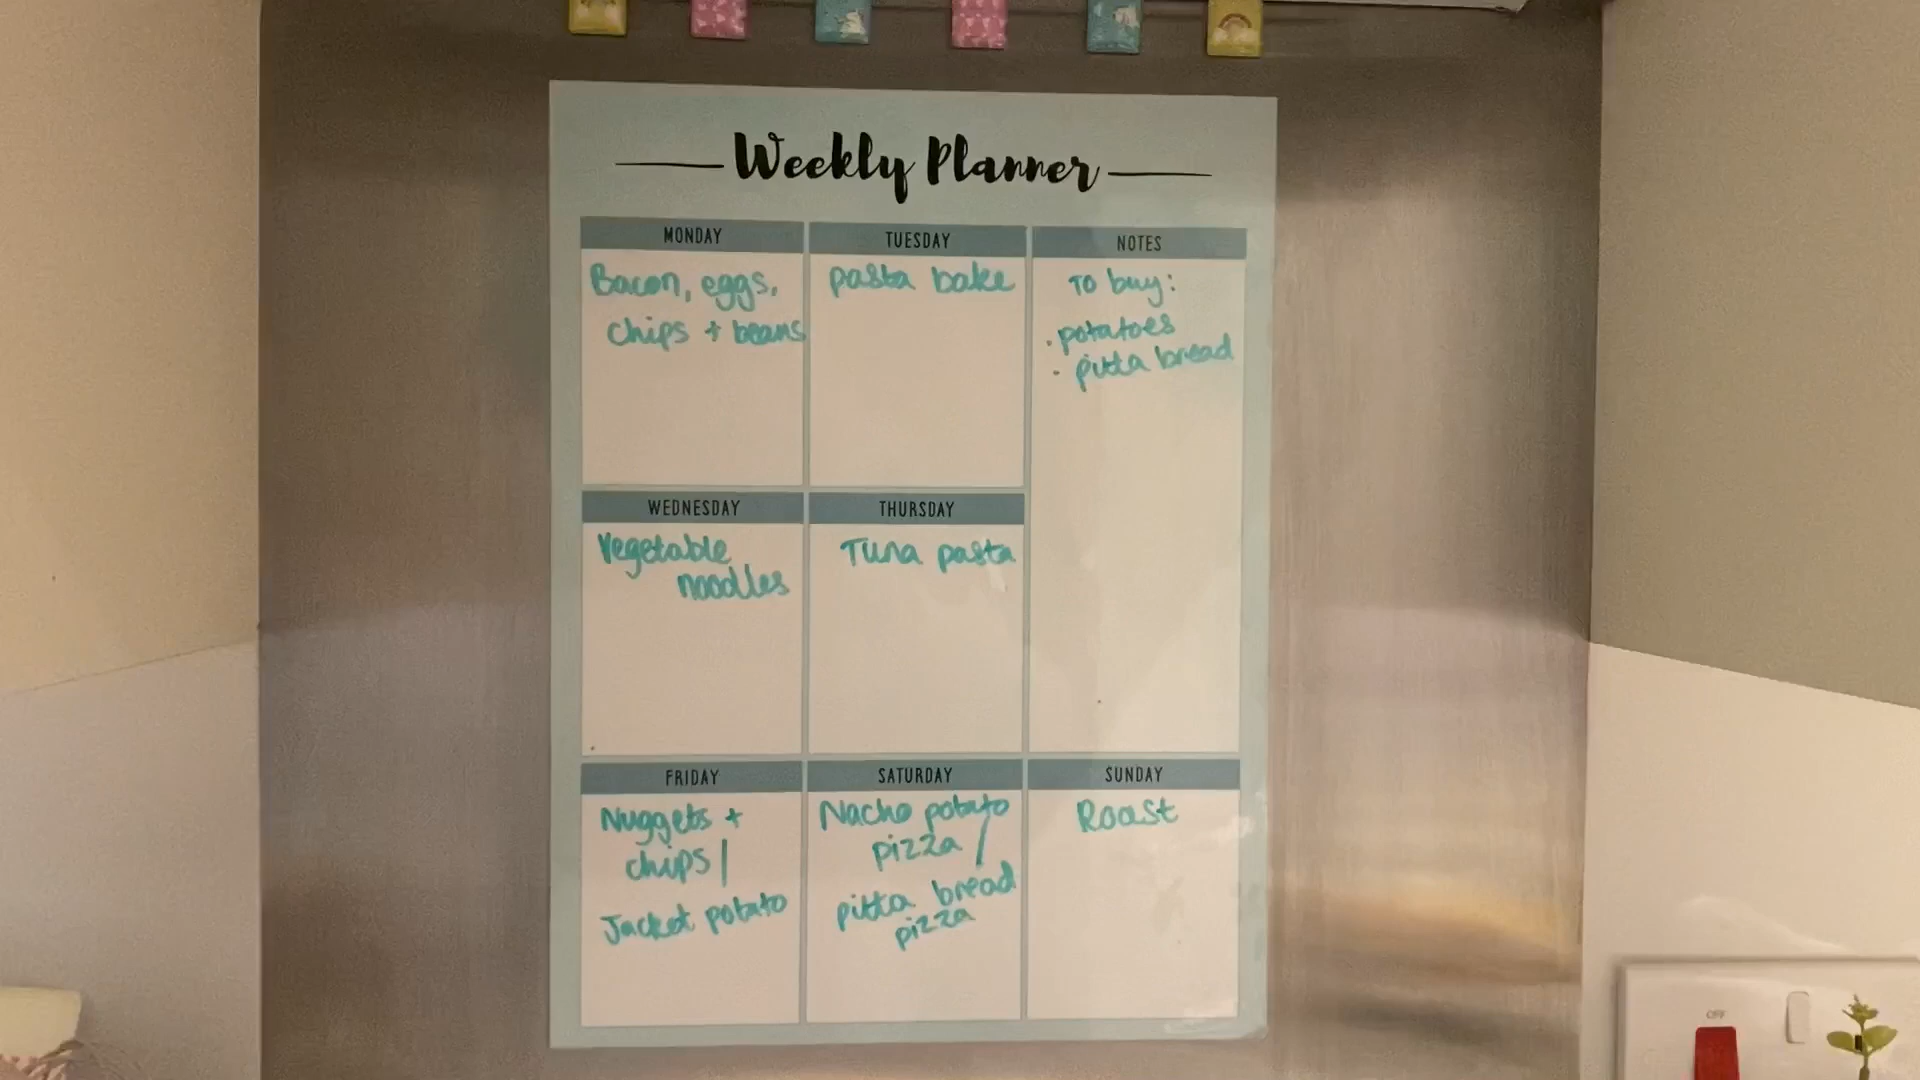 Weekly Planner
MONDAY
Bacon, eggs,
chips + beans
TUESDAY
pasta bake
NOTES
To buy:
· potatoes
· pitta bread
WEDNESDAY
Vegetable
noodles
THURSDAY
Tuna pasta
FRIDAY
Nuggets +
chips /
Jacket potato
SATURDAY
Nacho potato
pizza /
pitta bread
pizza
SUNDAY
Roast
OFF